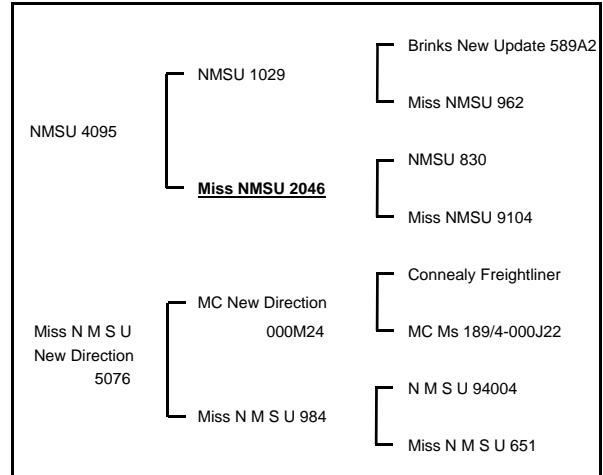 Brinks New Update 589A2
NMSU 1029
Miss NMSU 962
NMSU 4095
NMSU 830
Miss NMSU 2046
Miss NMSU 9104
Connealy Freightliner
MC New Direction
000M24
MC Ms 189/4-000J22
Miss N M S U
New Direction
5076
N M S U 94004
Miss N M S U 984
Miss N M S U 651